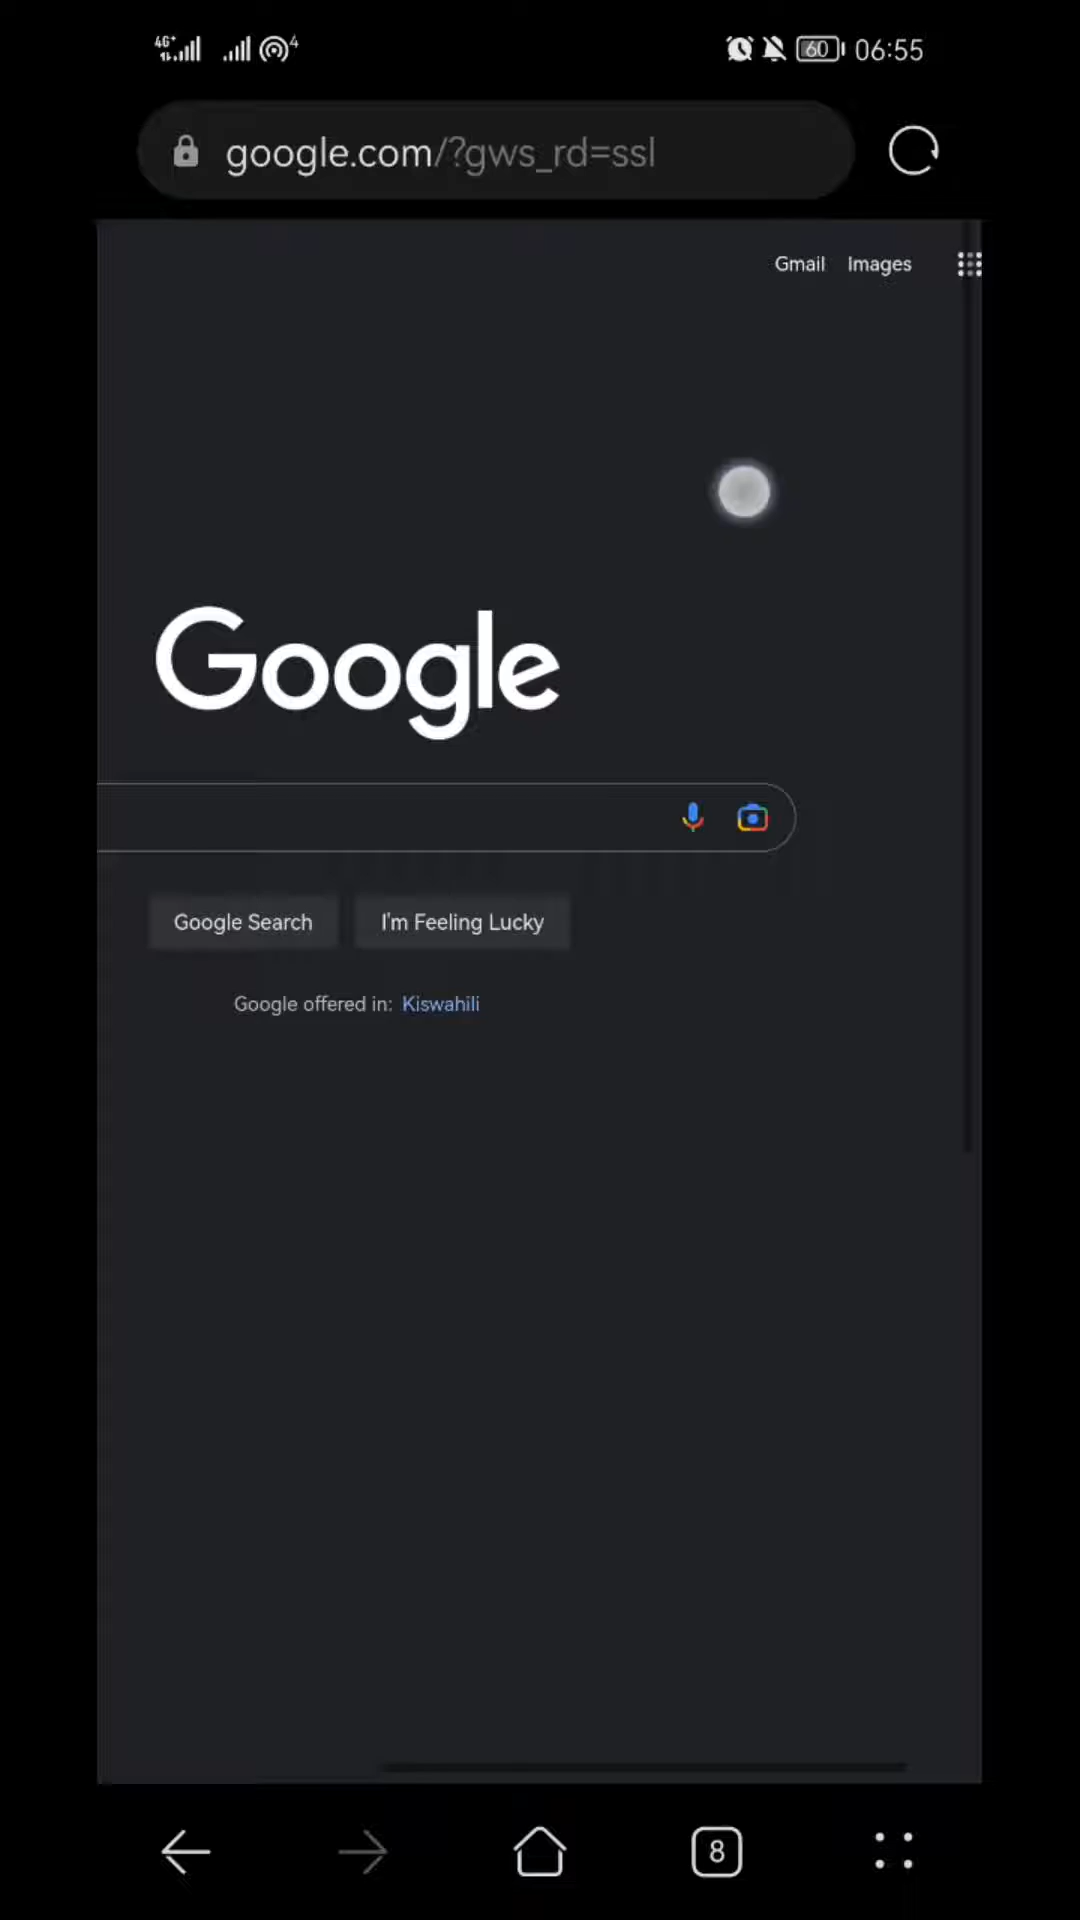 4G+ 4 60 06:55
google.com/?gws_rd=ssl
Gmail Images
Google
Google Search I'm Feeling Lucky
Google offered in: Kiswahili
8